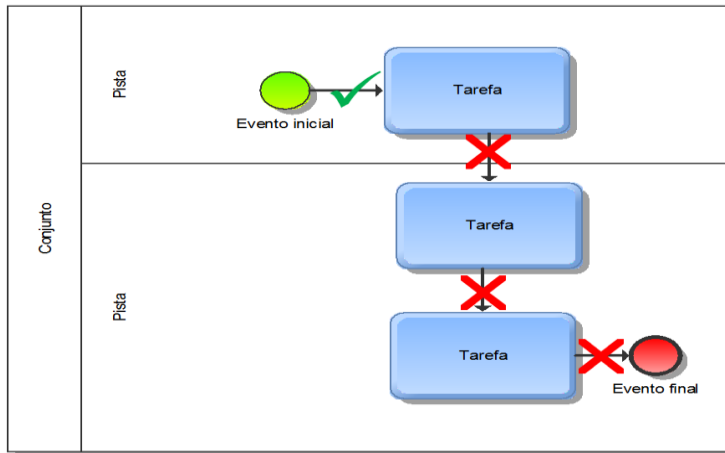 Conjunto
Pista
Tarefa
Evento inicial
Pista
Tarefa
Tarefa
Evento final